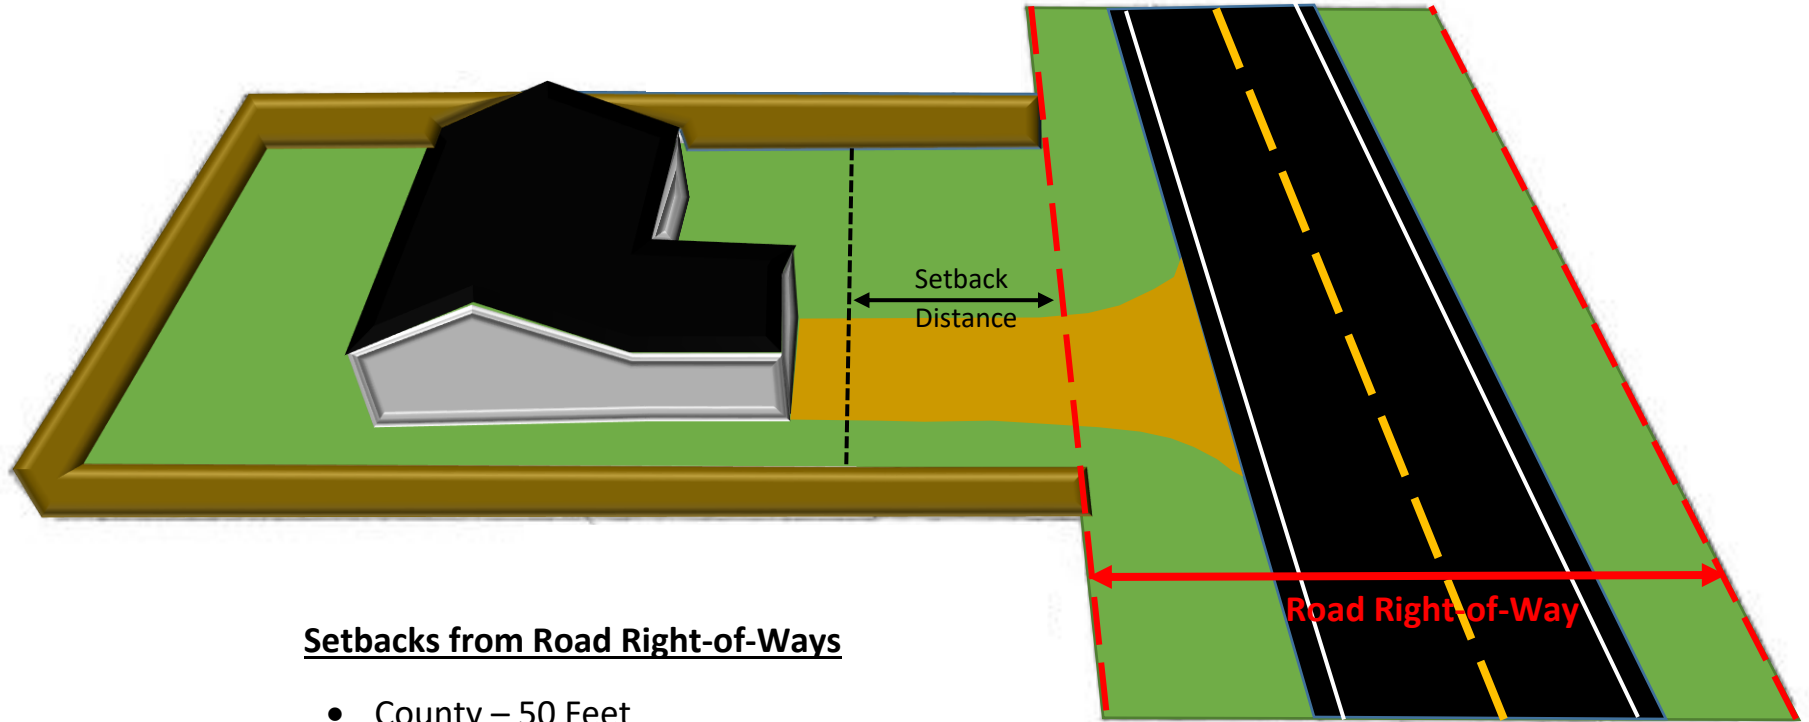 Setback
Distance
Road Right-of-Way
Setbacks from Road Right-of-Ways
• County – 50 Feet